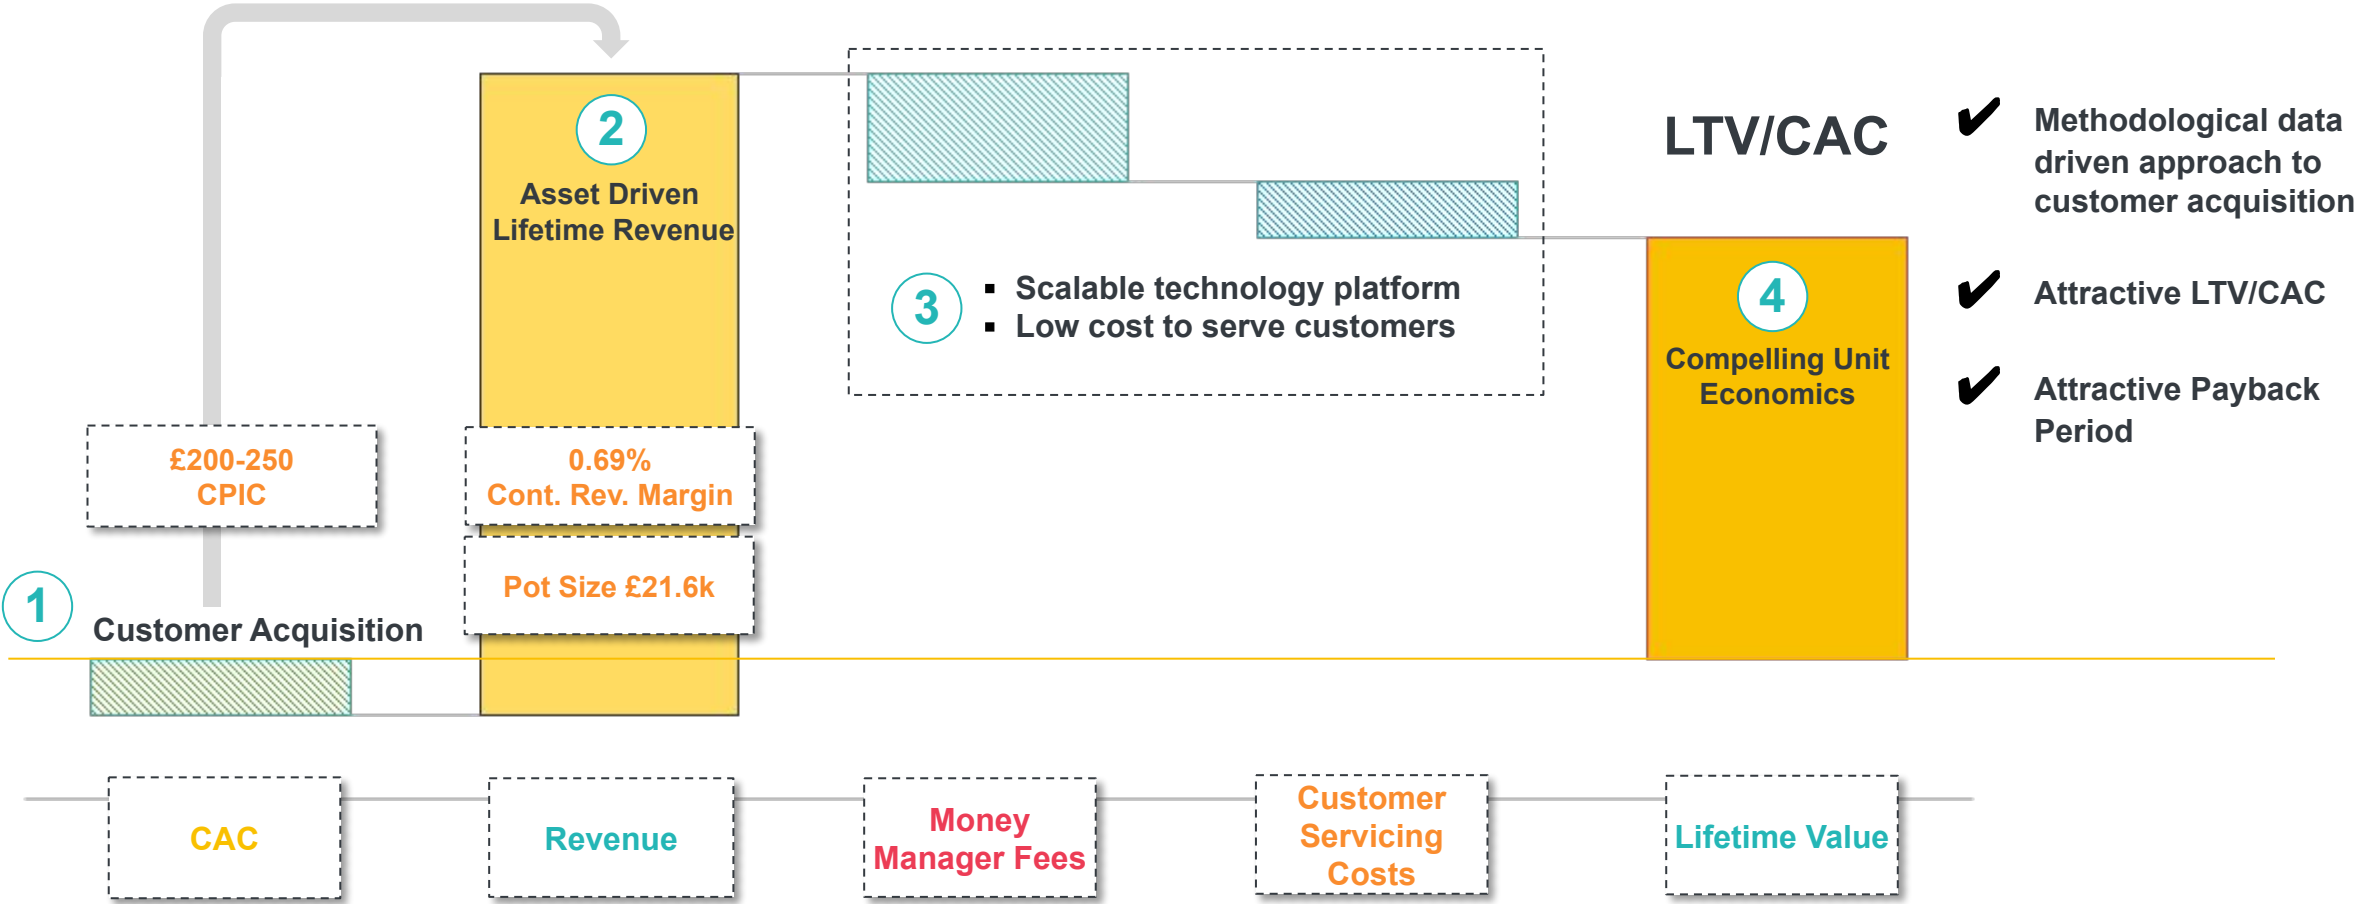 1
Customer Acquisition
£200-250
CPIC
2
Asset Driven
Lifetime Revenue
0.69%
Cont. Rev. Margin
Pot Size £21.6k
3
▪ Scalable technology platform
▪ Low cost to serve customers
LTV/CAC
4
Compelling Unit
Economics
✔ Methodological data
driven approach to
customer acquisition
✔ Attractive LTV/CAC
✔ Attractive Payback
Period
CAC
Revenue
Money
Manager Fees
Customer
Servicing
Costs
Lifetime Value